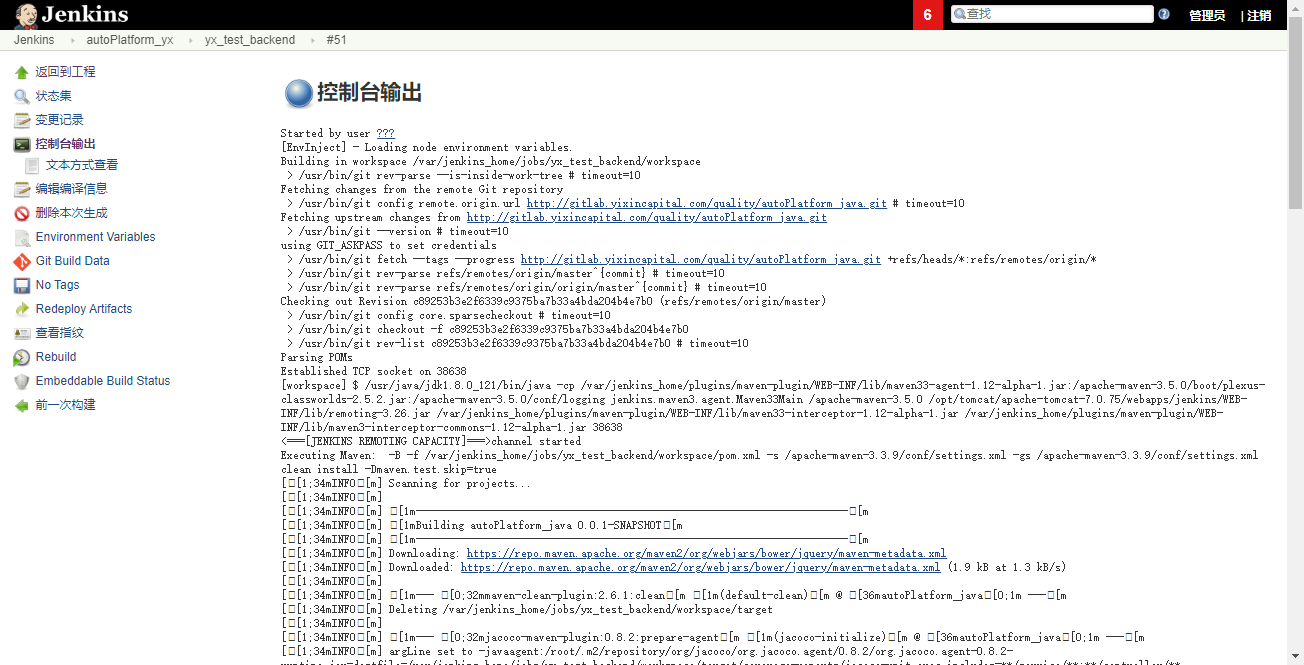 Jenkins
6
查找
管理员
| 注销
Jenkins
autoPlatform_yx
yx_test_backend
#51
返回到工程
状态集
变更记录
控制台输出
文本方式查看
编辑编译信息
删除本次生成
Environment Variables
Git Build Data
No Tags
Redeploy Artifacts
查看指纹
Rebuild
Embeddable Build Status
前一次构建
控制台输出
Started by user ???
[EnvInject] - Loading node environment variables.
Building in workspace /var/jenkins_home/jobs/yx_test_backend/workspace
> /usr/bin/git rev-parse --is-inside-work-tree # timeout=10
Fetching changes from the remote Git repository
> /usr/bin/git config remote.origin.url http://gitlab.yixincapital.com/quality/autoPlatform_java.git # timeout=10
Fetching upstream changes from http://gitlab.yixincapital.com/quality/autoPlatform_java.git
> /usr/bin/git --version # timeout=10
using GIT_ASKPASS to set credentials
> /usr/bin/git fetch --tags --progress http://gitlab.yixincapital.com/quality/autoPlatform_java.git +refs/heads/*:refs/remotes/origin/*
> /usr/bin/git rev-parse refs/remotes/origin/master^{commit} # timeout=10
> /usr/bin/git rev-parse refs/remotes/origin/origin/master^{commit} # timeout=10
Checking out Revision c89253b3e2f6339c9375ba7b33a4bda204b4e7b0 (refs/remotes/origin/master)
> /usr/bin/git config core.sparsecheckout # timeout=10
> /usr/bin/git checkout -f c89253b3e2f6339c9375ba7b33a4bda204b4e7b0
> /usr/bin/git rev-list c89253b3e2f6339c9375ba7b33a4bda204b4e7b0 # timeout=10
Parsing POMs
Established TCP socket on 38638
[workspace] $ /usr/java/jdk1.8.0_121/bin/java -cp /var/jenkins_home/plugins/maven-plugin/WEB-INF/lib/maven33-agent-1.12-alpha-1.jar:/apache-maven-3.5.0/boot/plexus-
classworlds-2.5.2.jar:/apache-maven-3.5.0/conf/logging jenkins.maven3.agent.Maven33Main /apache-maven-3.5.0 /opt/tomcat/apache-tomcat-7.0.75/webapps/jenkins/WEB-
INF/lib/remoting-3.26.jar /var/jenkins_home/plugins/maven-plugin/WEB-INF/lib/maven33-interceptor-1.12-alpha-1.jar /var/jenkins_home/plugins/maven-plugin/WEB-
INF/lib/maven3-interceptor-commons-1.12-alpha-1.jar 38638
<===[JENKINS REMOTING CAPACITY]===>channel started
Executing Maven:  -B -f /var/jenkins_home/jobs/yx_test_backend/workspace/pom.xml -s /apache-maven-3.3.9/conf/settings.xml -gs /apache-maven-3.3.9/conf/settings.xml
clean install -Dmaven.test.skip=true
[[1;34mINFO[m] Scanning for projects...
[[1;34mINFO[m]
[[1;34mINFO[m] [1m------------------------------------------------------------------------[m
[[1;34mINFO[m] [1mBuilding autoPlatform_java 0.0.1-SNAPSHOT[m
[[1;34mINFO[m] [1m------------------------------------------------------------------------[m
[[1;34mINFO[m] Downloading: https://repo.maven.apache.org/maven2/org/webjars/bower/jquery/maven-metadata.xml
[[1;34mINFO[m] Downloaded: https://repo.maven.apache.org/maven2/org/webjars/bower/jquery/maven-metadata.xml (1.9 kB at 1.3 kB/s)
[[1;34mINFO[m]
[[1;34mINFO[m] [1m--- [0;32mmaven-clean-plugin:2.6.1:clean[m [1m(default-clean)[m @ [36mautoPlatform_java[0;1m ---[m
[[1;34mINFO[m] Deleting /var/jenkins_home/jobs/yx_test_backend/workspace/target
[[1;34mINFO[m]
[[1;34mINFO[m] [1m--- [0;32mjacoco-maven-plugin:0.8.2:prepare-agent[m [1m(jacoco-initialize)[m @ [36mautoPlatform_java[0;1m ---[m
[[1;34mINFO[m] argLine set to -javaagent:/root/.m2/repository/org/jacoco/org.jacoco.agent/0.8.2/org.jacoco.agent-0.8.2-